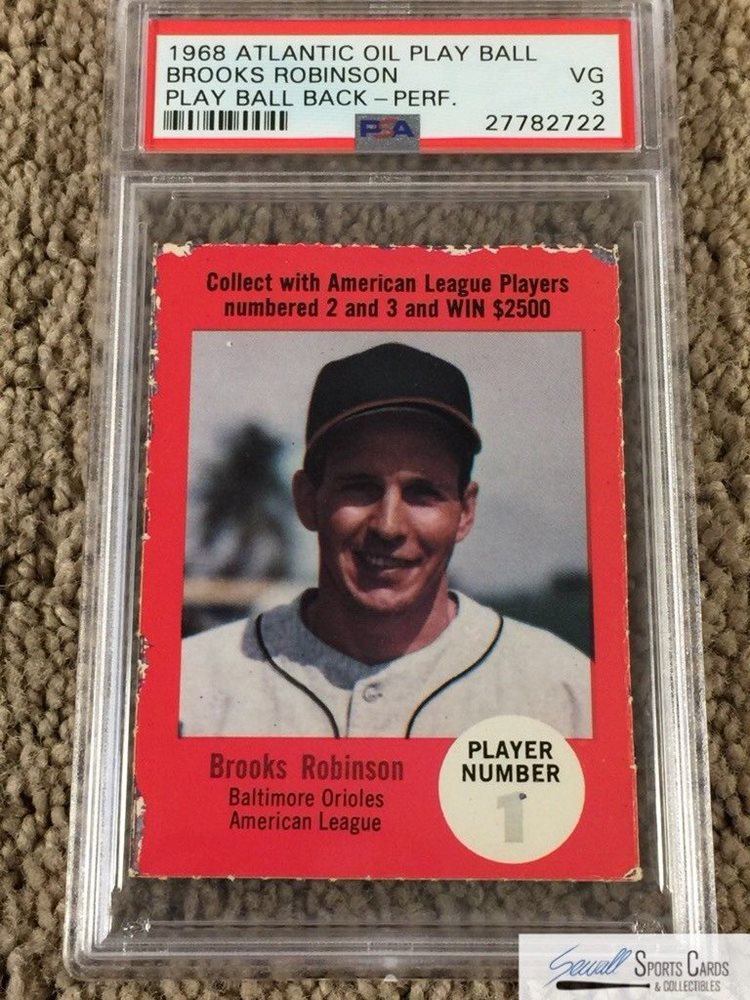 1968 ATLANTIC OIL PLAY BALL
BROOKS ROBINSON VG
PLAY BALL BACK – PERF. 3
PSA 27782722
Collect with American League Players
numbered 2 and 3 and WIN $2500
Brooks Robinson
Baltimore Orioles
American League
PLAYER
NUMBER
1
Sewall SPORTS CARDS
& COLLECTIBLES